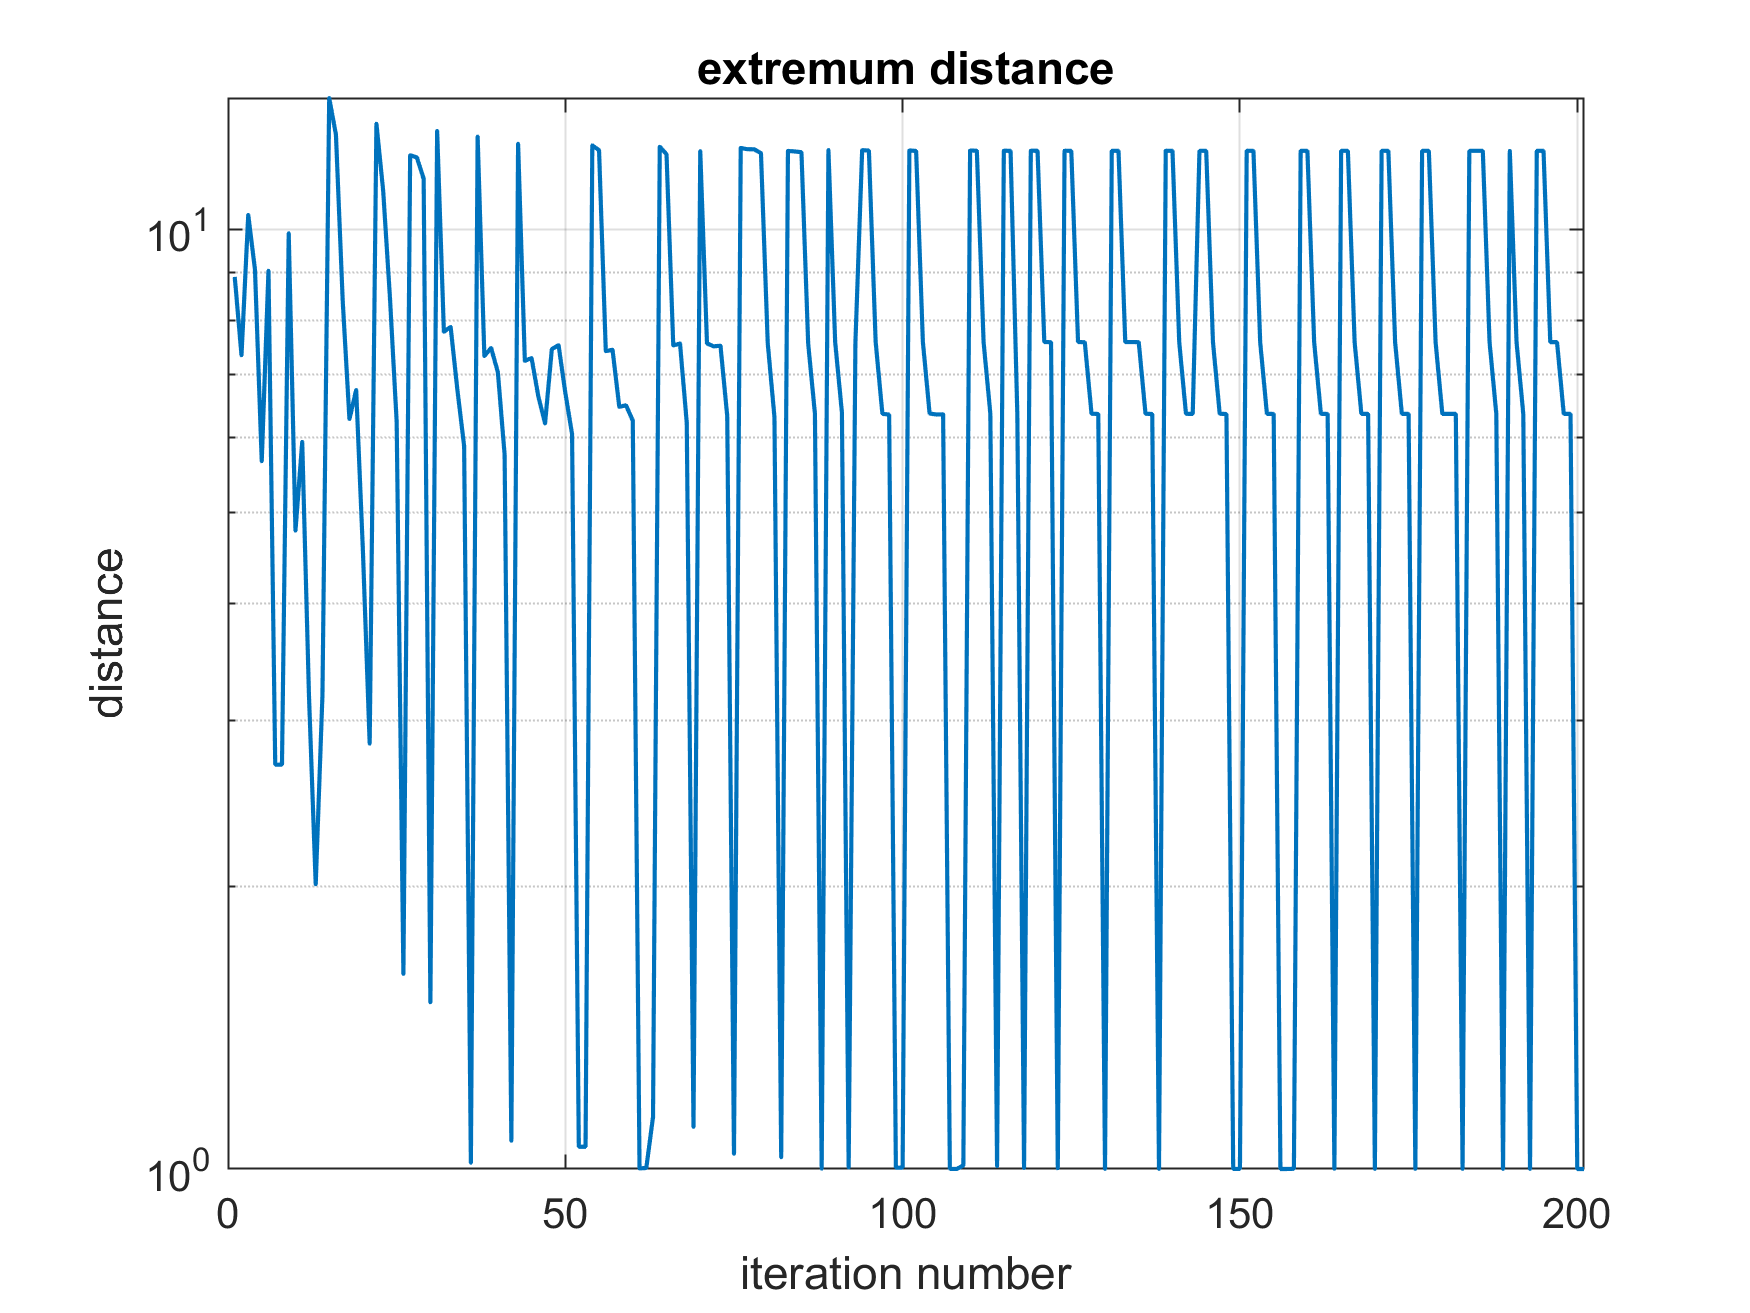 extremum distance
10^1
distance
10^0
0 50 100 150 200
iteration number